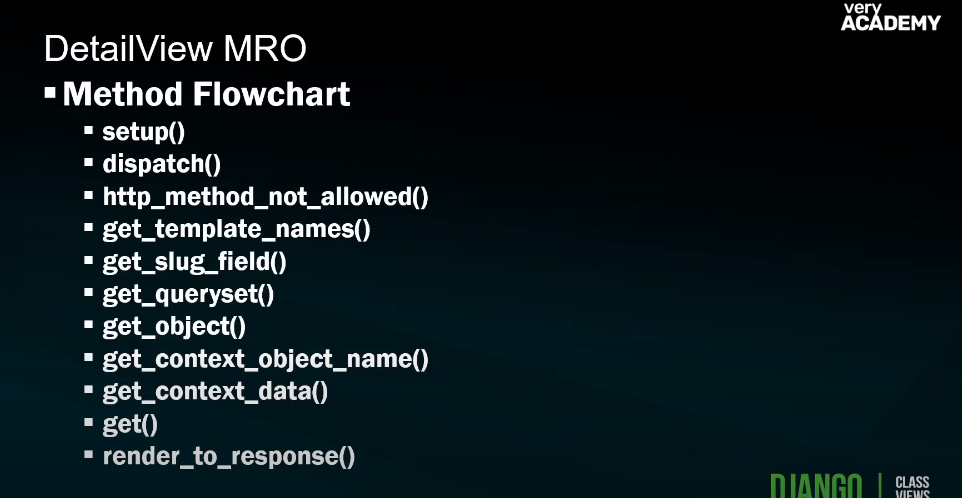 very
ACADEMY
DetailView MRO
▪ Method Flowchart
▪ setup()
▪ dispatch()
▪ http_method_not_allowed()
▪ get_template_names()
▪ get_slug_field()
▪ get_queryset()
▪ get_object()
▪ get_context_object_name()
▪ get_context_data()
▪ get()
▪ render_to_response()
DJANGO | CLASS
VIEWS